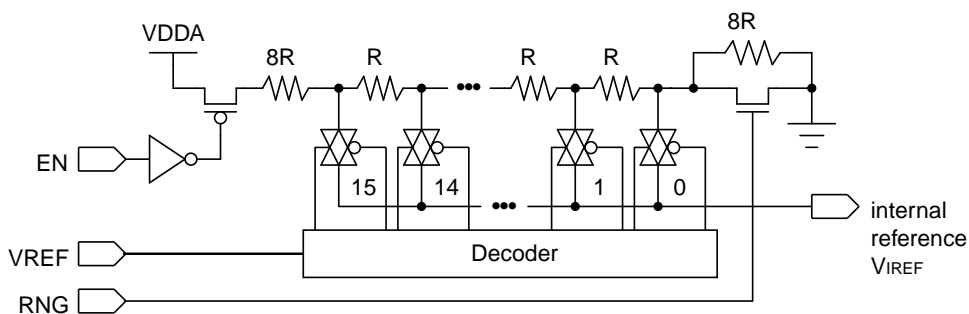 VDDA
8R
R
R
R
8R
EN
15
14
1
0
internal
reference
VIREF
VREF
Decoder
RNG